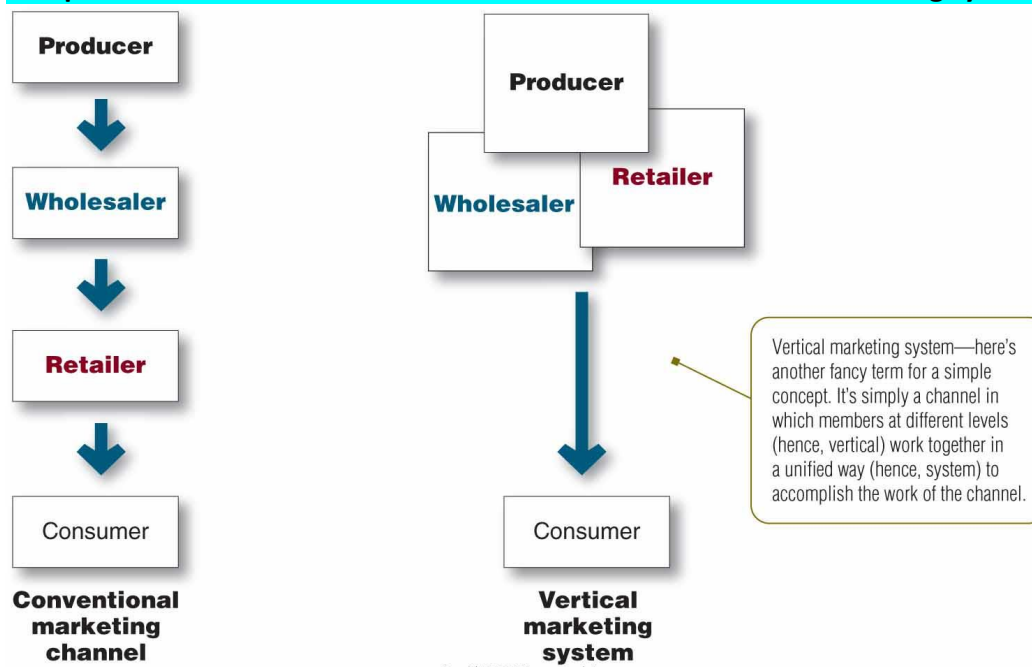 Producer
Wholesaler
Retailer
Consumer
Conventional
marketing
channel
Producer
Retailer
Wholesaler
Consumer
Vertical
marketing
system
Vertical marketing system—here's
another fancy term for a simple
concept. It's simply a channel in
which members at different levels
(hence, vertical) work together in
a unified way (hence, system) to
accomplish the work of the channel.